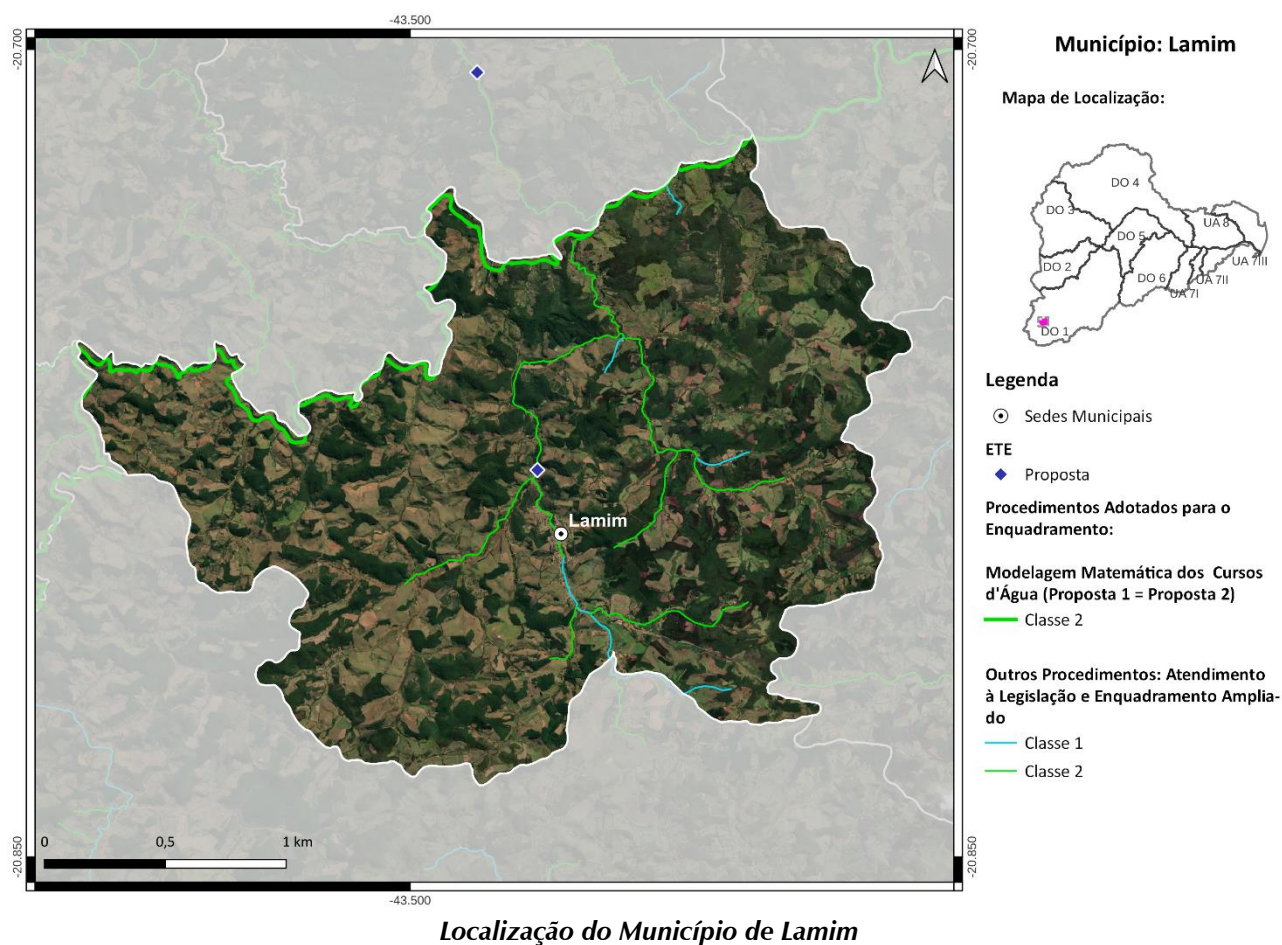 -43.500
-20.700
-20.700
Lamim
0
0,5
1 km
-20.850
-20.850
-43.500
Município: Lamim
Mapa de Localização:
DO 4
DO 3
UA 8
DO 5
UA 7III
DO 2
DO 6
UA 7II
UA 7I
DO 1
Legenda
Sedes Municipais
ETE
Proposta
Procedimentos Adotados para o
Enquadramento:
Modelagem Matemática dos Cursos
d'Água (Proposta 1 = Proposta 2)
Classe 2
Outros Procedimentos: Atendimento
à Legislação e Enquadramento Amplia-
do
Classe 1
Classe 2
Localização do Município de Lamim